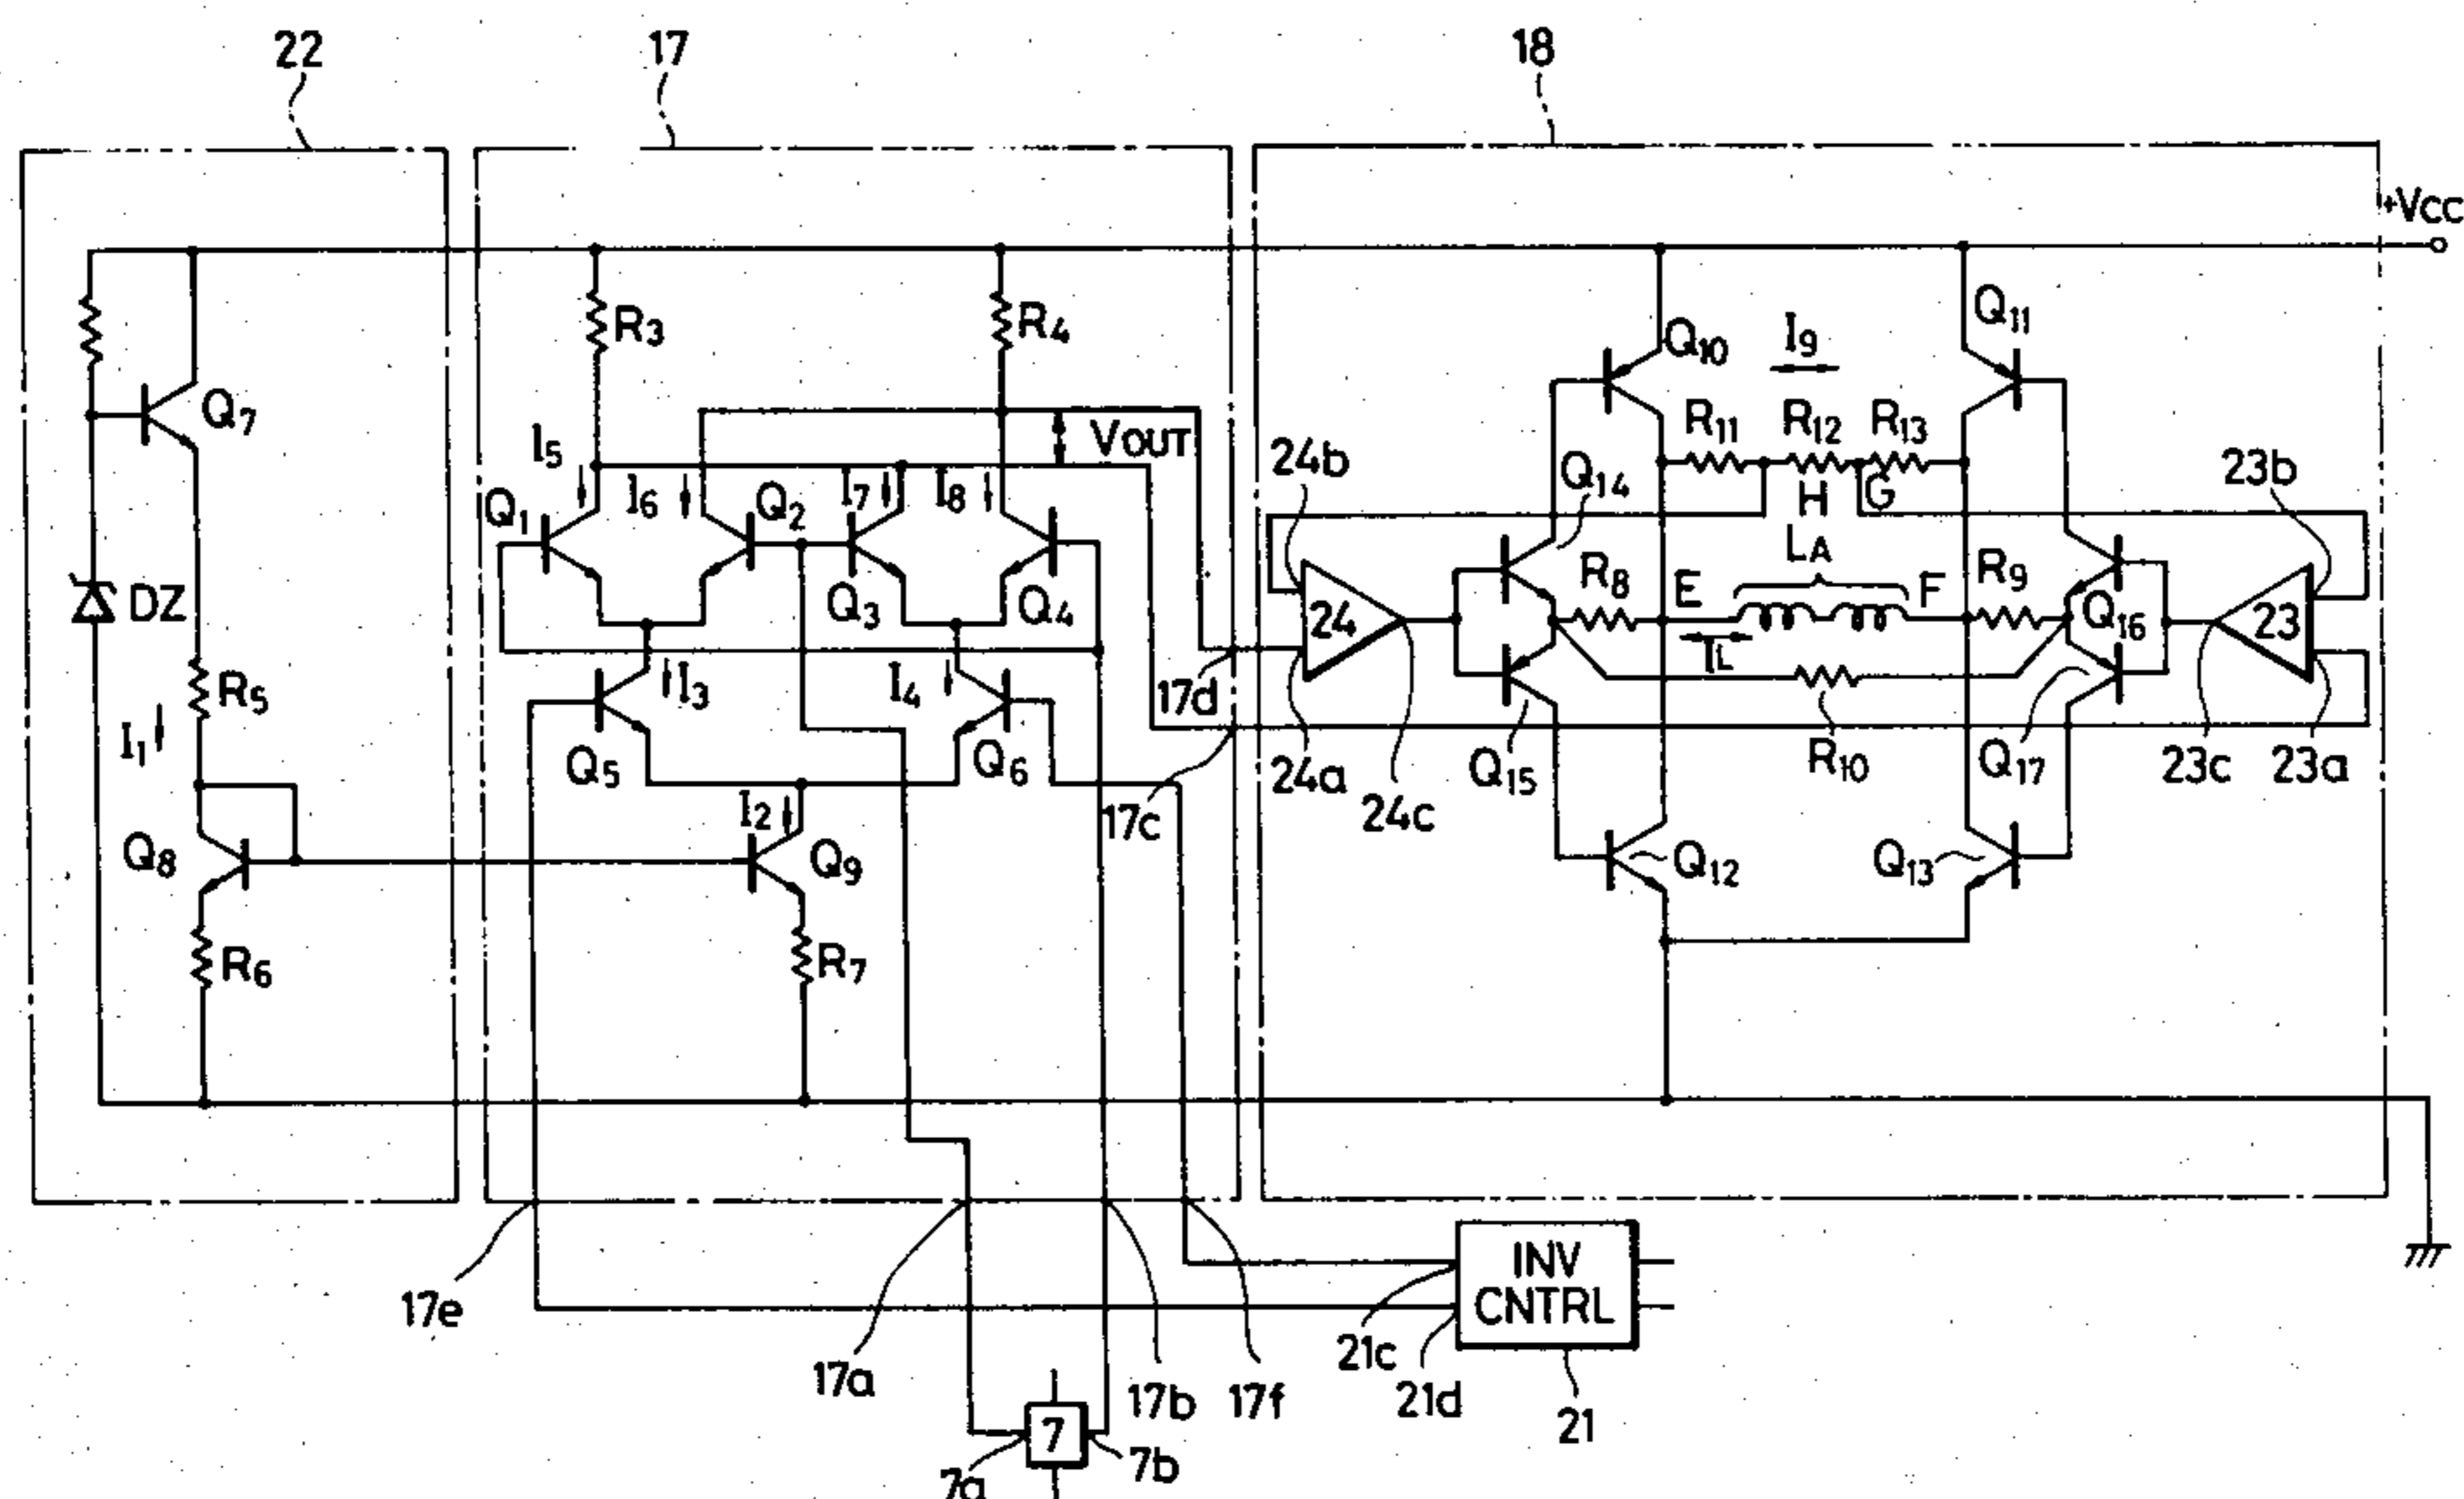 22
17
18
+VCC
R3
R4
Q10
I9
Q11
Q7
I5
VOUT
R11
R12
R13
24b
Q14
23b
Q1
I6
Q2
I7
I8
H
G
LA
DZ
Q3
Q4
R8
E
F
R9
24
Q16
23
IL
R5
I3
I4
17d
I1
Q5
Q6
24a
Q15
R10
Q17
23c
23a
I2
17c
24c
Q8
Q9
Q12
Q13
R6
R7
INV
CNTRL
17e
21c
17a
17b
17f
21d
21
7
7a
7b